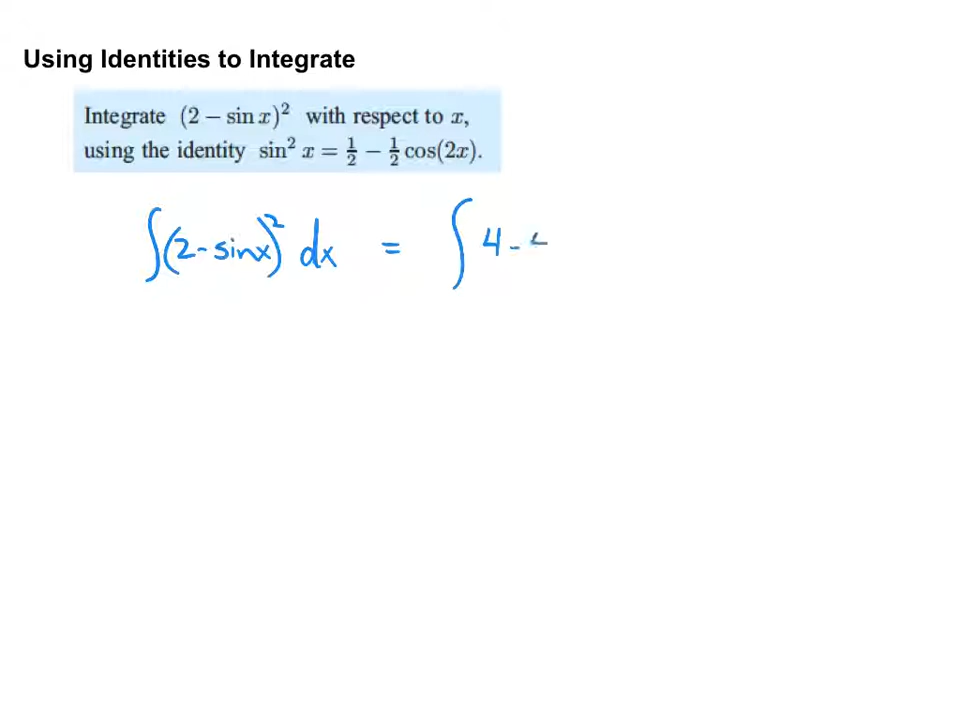 Using Identities to Integrate
Integrate (2 – sin x)² with respect to x,
using the identity sin² x = ½ – ½ cos(2x).
∫(2-sinx)² dx = ∫ 4 -